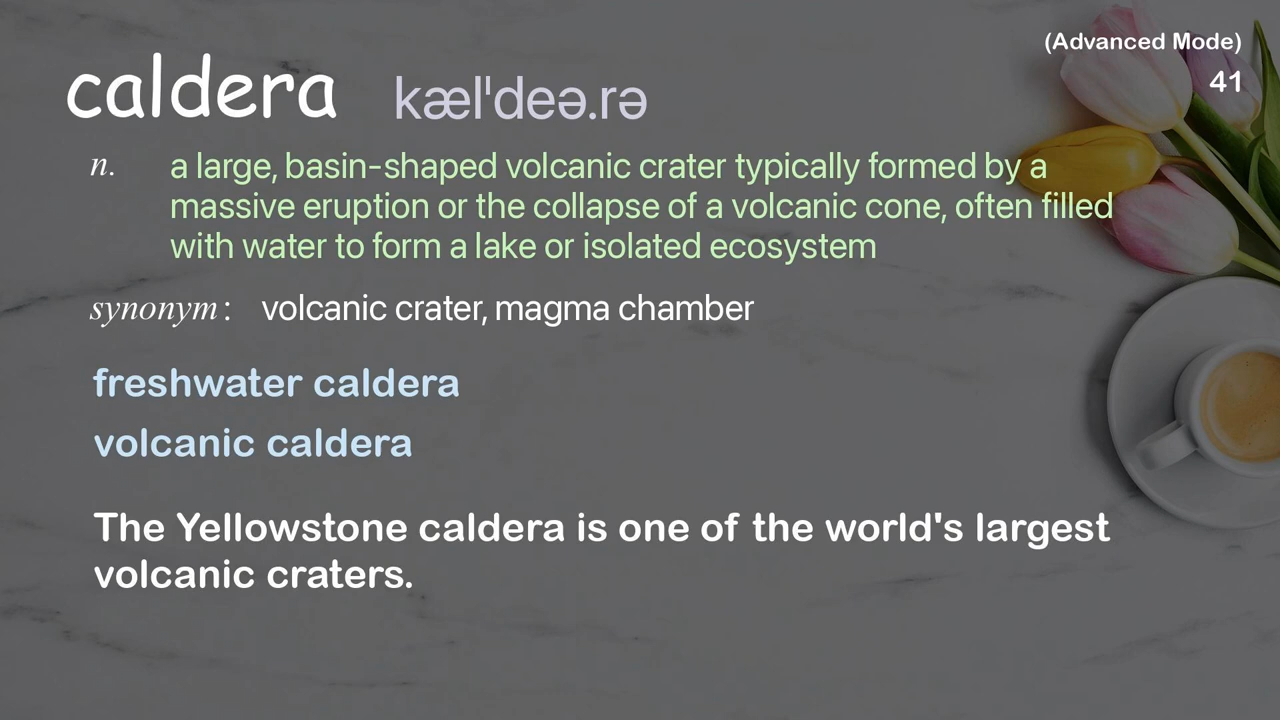 (Advanced Mode)
41
caldera kæl'deə.rə
n. a large, basin-shaped volcanic crater typically formed by a
massive eruption or the collapse of a volcanic cone, often filled
with water to form a lake or isolated ecosystem
synonym: volcanic crater, magma chamber
freshwater caldera
volcanic caldera
The Yellowstone caldera is one of the world's largest
volcanic craters.